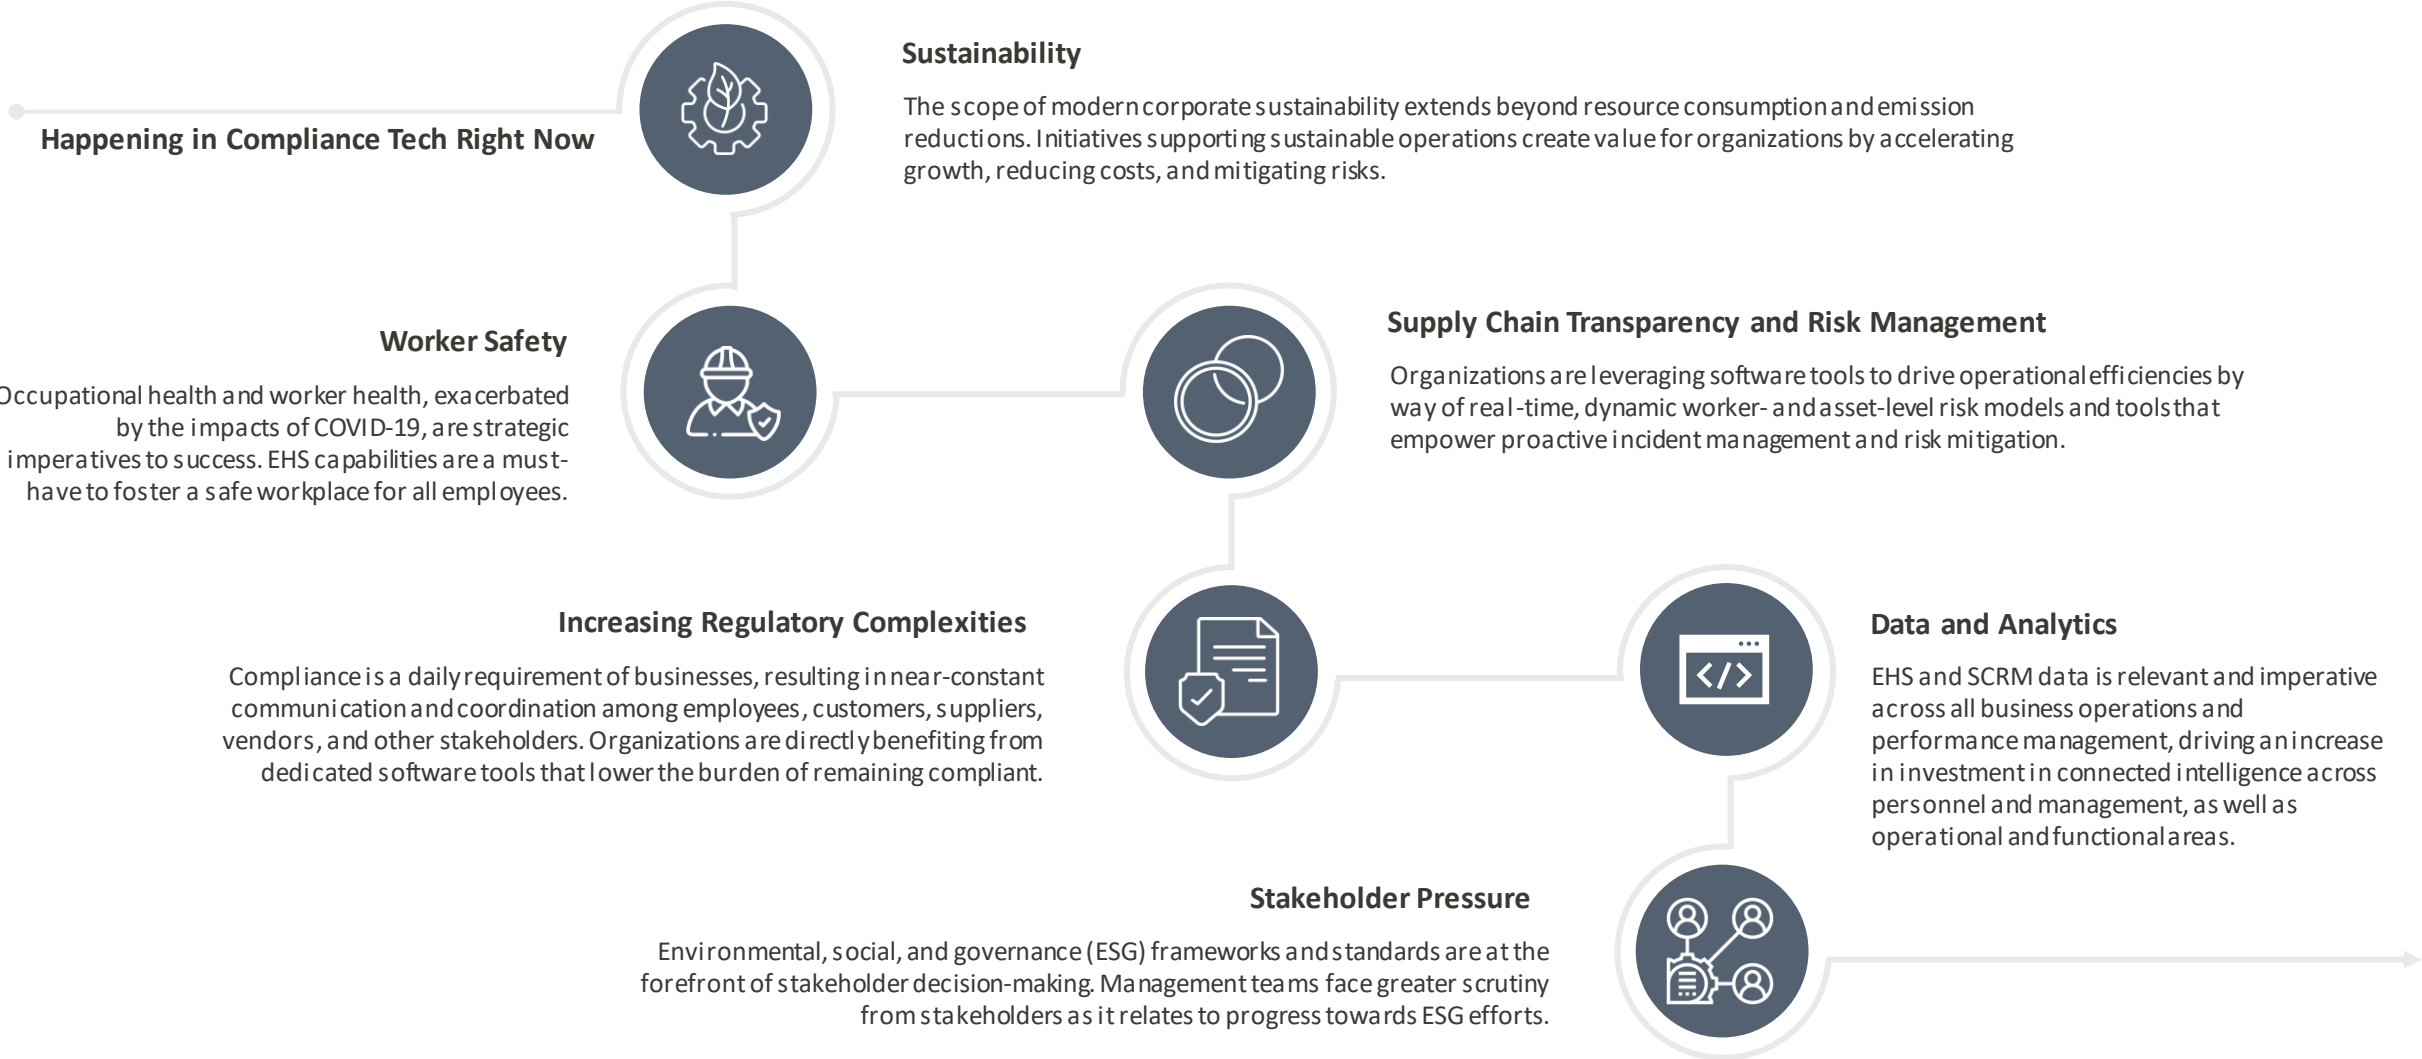 Happening in Compliance Tech Right Now
Sustainability
The scope of modern corporate sustainability extends beyond resource consumption and emission
reductions. Initiatives supporting sustainable operations create value for organizations by accelerating
growth, reducing costs, and mitigating risks.
Worker Safety
Occupational health and worker health, exacerbated
by the impacts of COVID-19, are strategic
imperatives to success. EHS capabilities are a must-
have to foster a safe workplace for all employees.
Supply Chain Transparency and Risk Management
Organizations are leveraging software tools to drive operational efficiencies by
way of real-time, dynamic worker- and asset-level risk models and tools that
empower proactive incident management and risk mitigation.
Increasing Regulatory Complexities
Compliance is a daily requirement of businesses, resulting in near-constant
communication and coordination among employees, customers, suppliers,
vendors, and other stakeholders. Organizations are directly benefiting from
dedicated software tools that lower the burden of remaining compliant.
Data and Analytics
EHS and SCRM data is relevant and imperative
across all business operations and
performance management, driving an increase
in investment in connected intelligence across
personnel and management, as well as
operational and functional areas.
Stakeholder Pressure
Environmental, social, and governance (ESG) frameworks and standards are at the
forefront of stakeholder decision-making. Management teams face greater scrutiny
from stakeholders as it relates to progress towards ESG efforts.